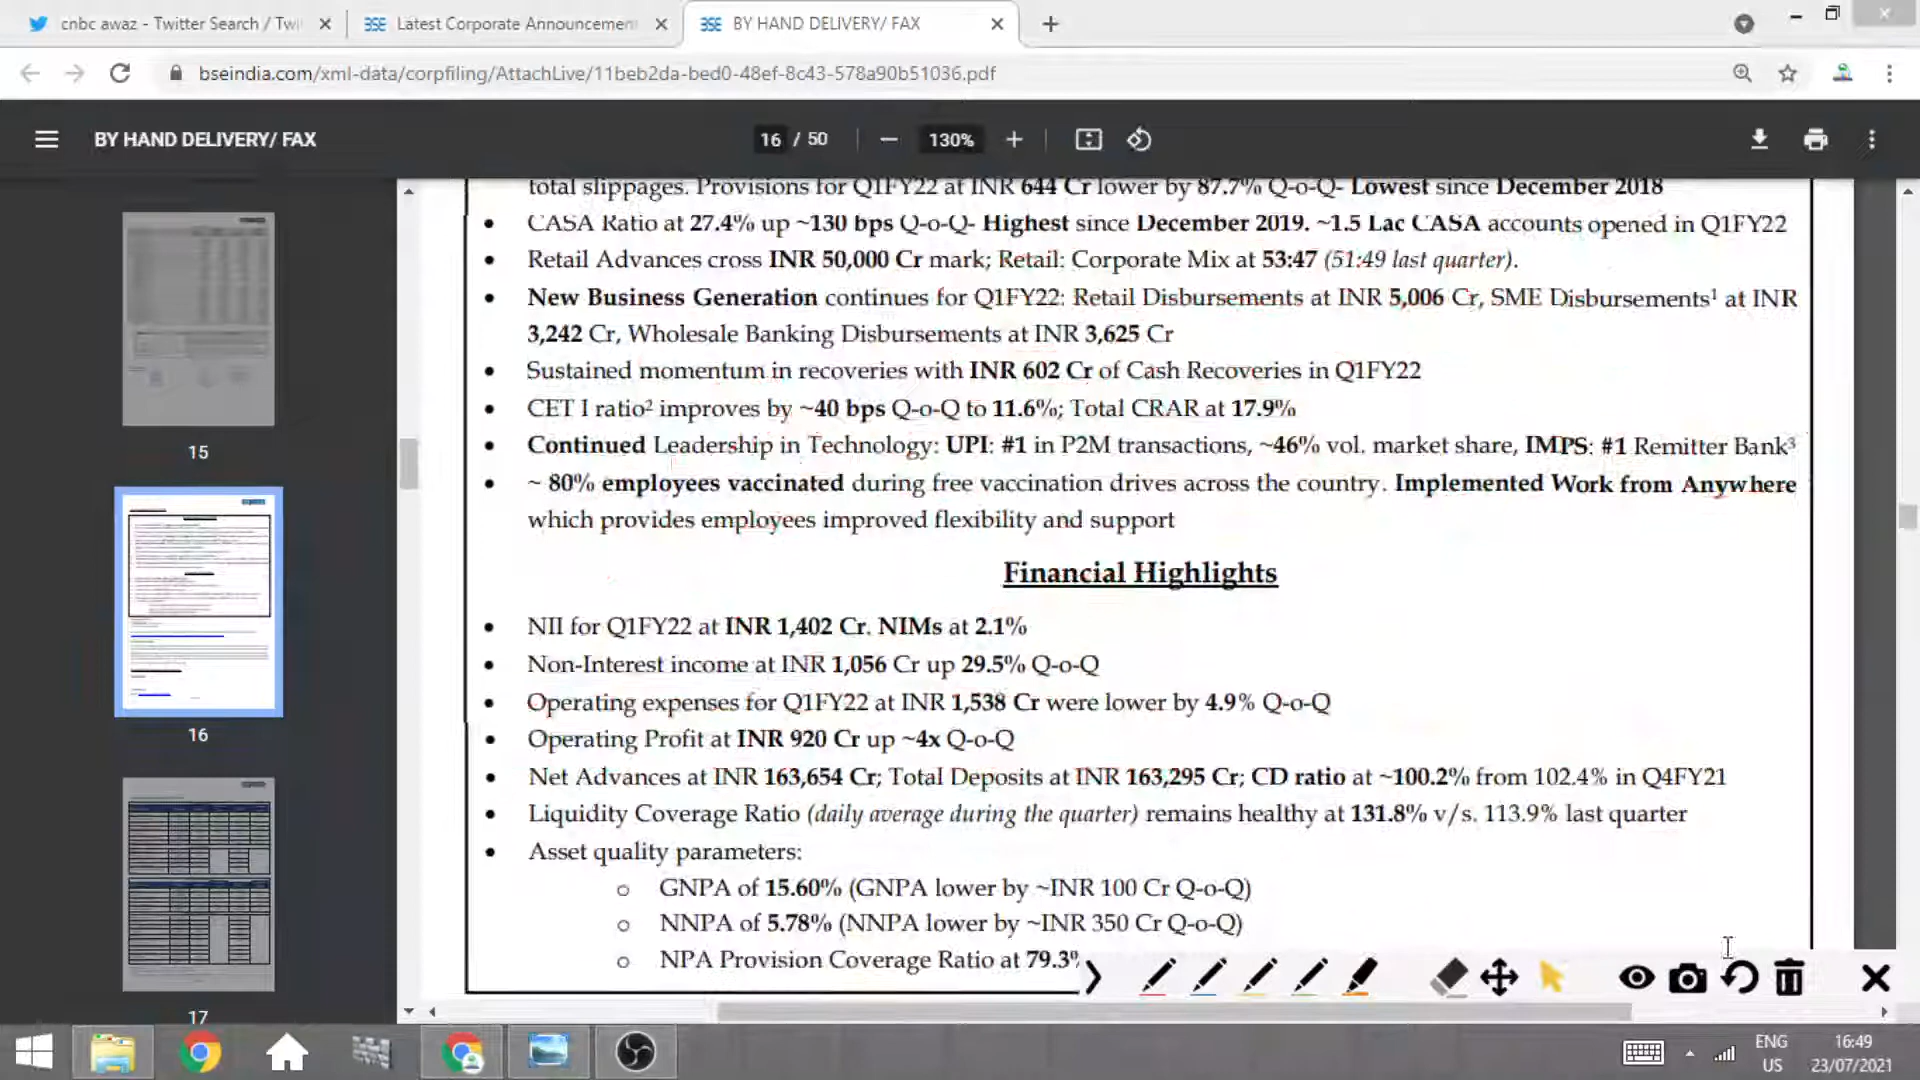 cnbc awaz - Twitter Search / Twi
Latest Corporate Announcemen
BY HAND DELIVERY/ FAX
bseindia.com/xml-data/corpfiling/AttachLive/11beb2da-bed0-48ef-8c43-578a90b51036.pdf
BY HAND DELIVERY/ FAX
16 / 50
130%
total slippages. Provisions for Q1FY22 at INR 644 Cr lower by 87.7% Q-o-Q- Lowest since December 2018
• CASA Ratio at 27.4% up ~130 bps Q-o-Q- Highest since December 2019. ~1.5 Lac CASA accounts opened in Q1FY22
• Retail Advances cross INR 50,000 Cr mark; Retail: Corporate Mix at 53:47 (51:49 last quarter).
• New Business Generation continues for Q1FY22: Retail Disbursements at INR 5,006 Cr, SME Disbursements¹ at INR
3,242 Cr, Wholesale Banking Disbursements at INR 3,625 Cr
• Sustained momentum in recoveries with INR 602 Cr of Cash Recoveries in Q1FY22
• CET I ratio² improves by ~40 bps Q-o-Q to 11.6%; Total CRAR at 17.9%
• Continued Leadership in Technology: UPI: #1 in P2M transactions, ~46% vol. market share, IMPS: #1 Remitter Bank³
• ~ 80% employees vaccinated during free vaccination drives across the country. Implemented Work from Anywhere
which provides employees improved flexibility and support
Financial Highlights
• NII for Q1FY22 at INR 1,402 Cr. NIMs at 2.1%
• Non-Interest income at INR 1,056 Cr up 29.5% Q-o-Q
• Operating expenses for Q1FY22 at INR 1,538 Cr were lower by 4.9% Q-o-Q
• Operating Profit at INR 920 Cr up ~4x Q-o-Q
• Net Advances at INR 163,654 Cr; Total Deposits at INR 163,295 Cr; CD ratio at ~100.2% from 102.4% in Q4FY21
• Liquidity Coverage Ratio (daily average during the quarter) remains healthy at 131.8% v/s. 113.9% last quarter
• Asset quality parameters:
o GNPA of 15.60% (GNPA lower by ~INR 100 Cr Q-o-Q)
o NNPA of 5.78% (NNPA lower by ~INR 350 Cr Q-o-Q)
o NPA Provision Coverage Ratio at 79.3%
15
16
17
ENG
US
16:49
23/07/2021